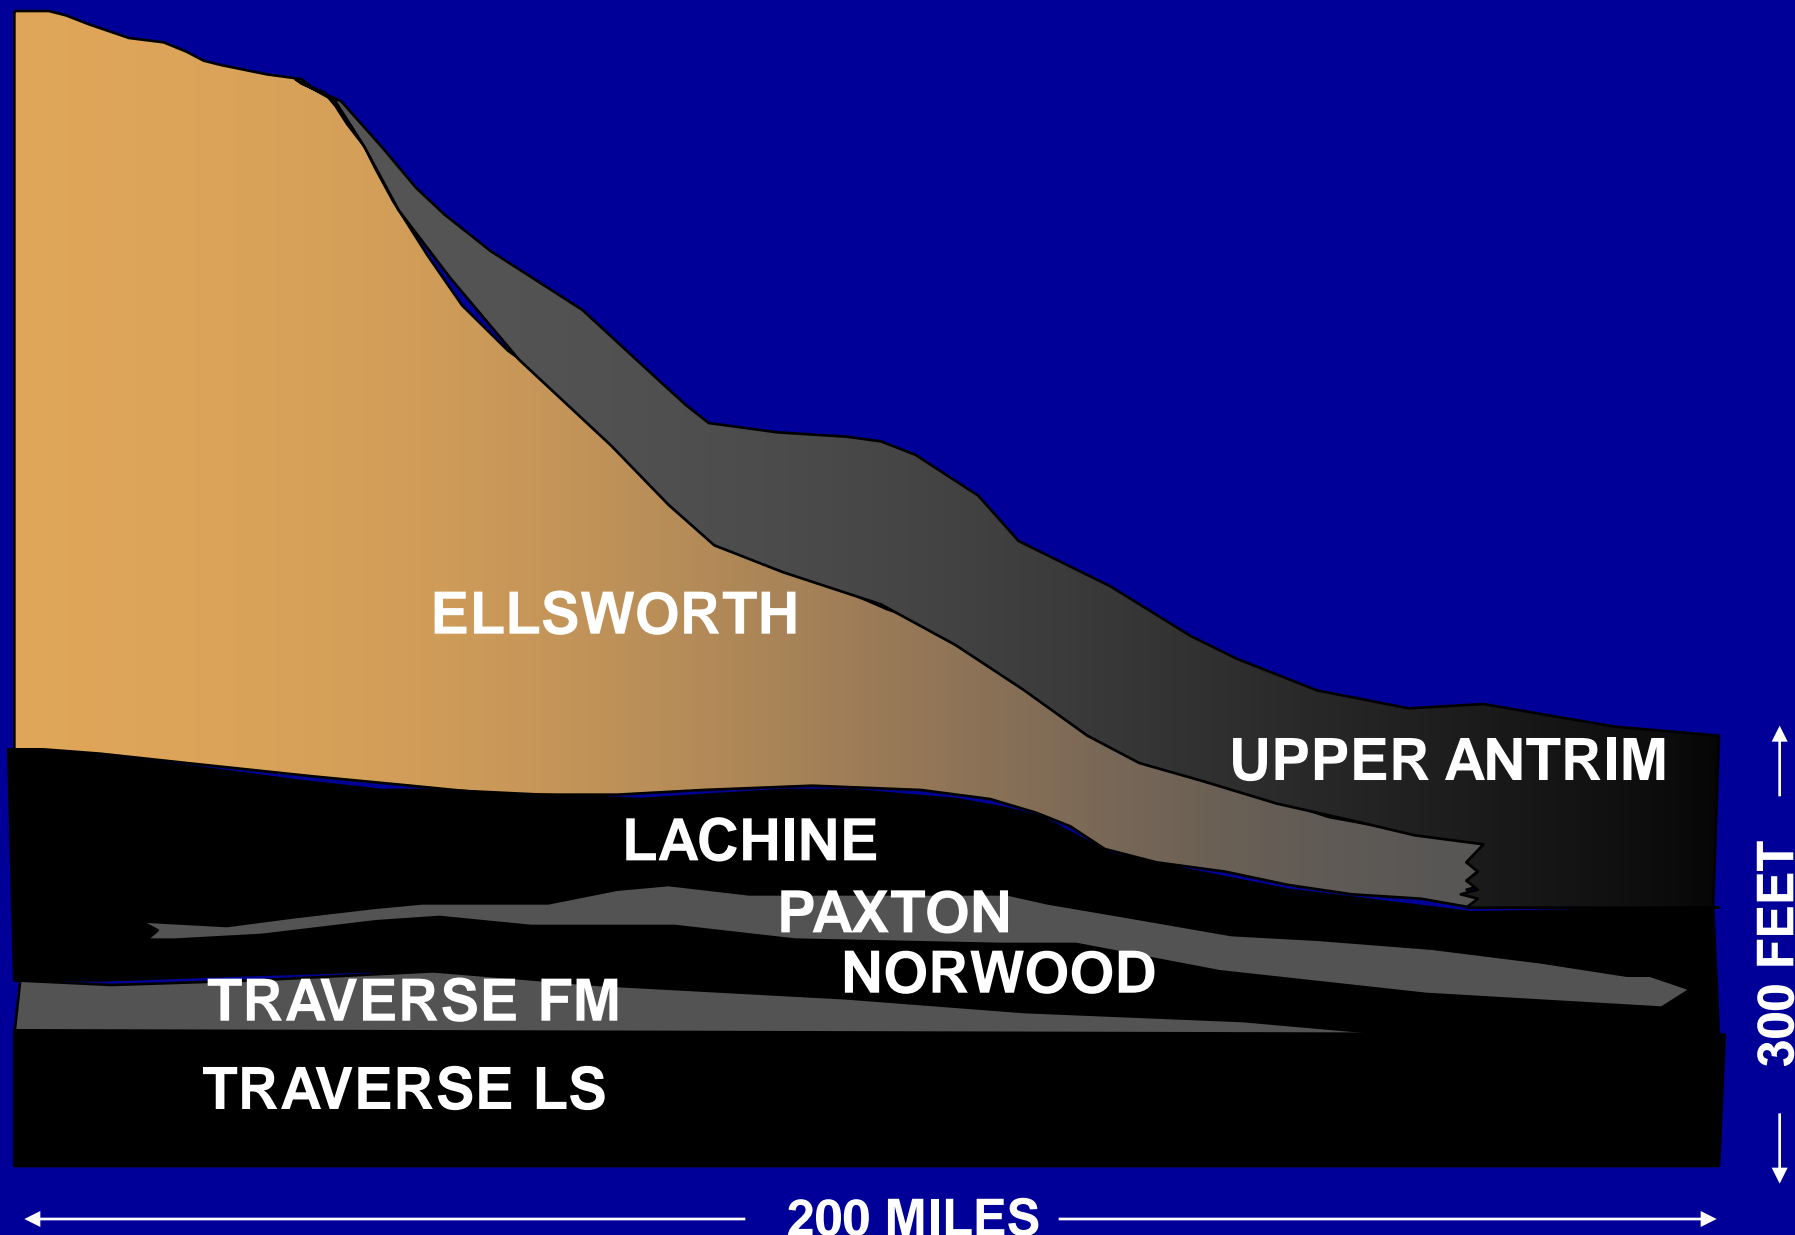 ELLSWORTH
UPPER ANTRIM
LACHINE
PAXTON
NORWOOD
TRAVERSE FM
TRAVERSE LS
300 FEET
200 MILES